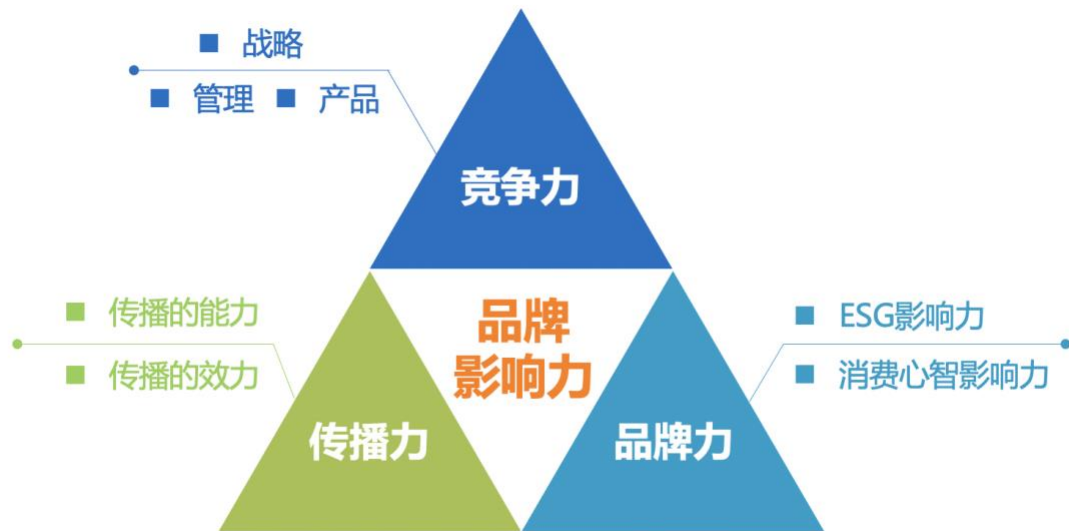 ■ 战略
■ 管理 ■ 产品
竞争力
■ 传播的能力
■ 传播的效力
传播力
品牌
影响力
■ ESG影响力
■ 消费心智影响力
品牌力